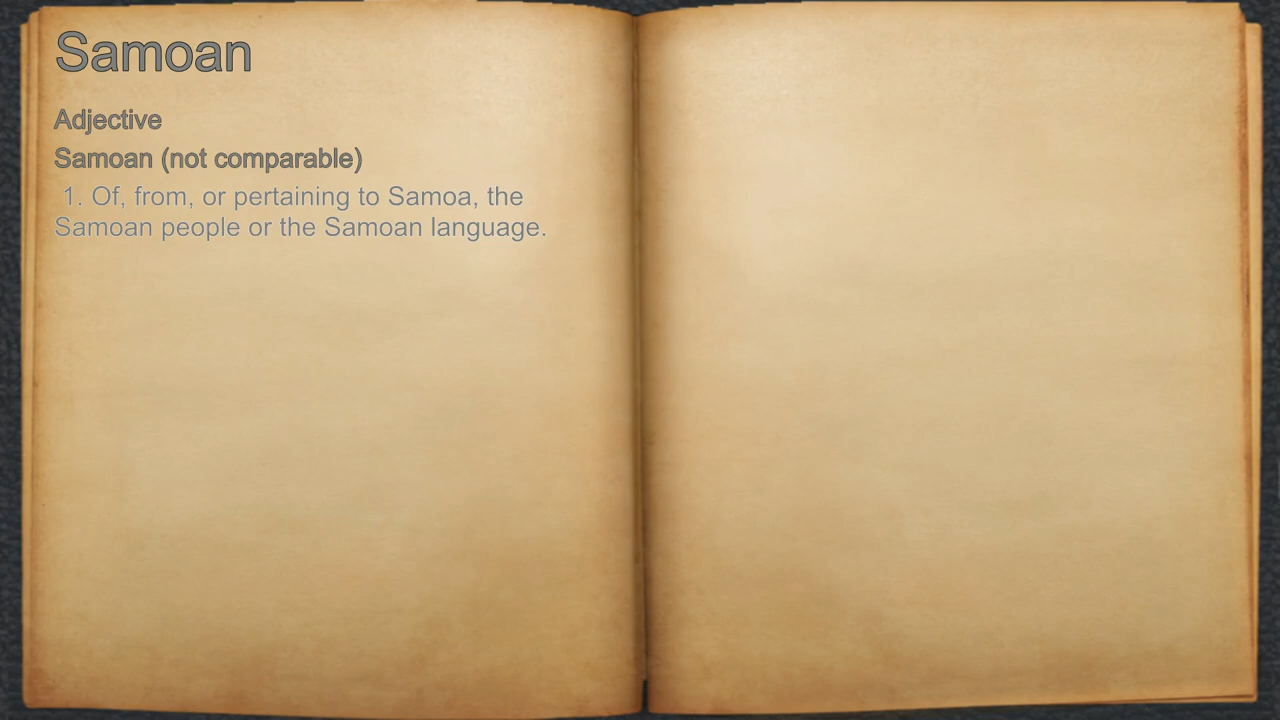 Samoan
Adjective
Samoan (not comparable)
1. Of, from, or pertaining to Samoa, the
Samoan people or the Samoan language.